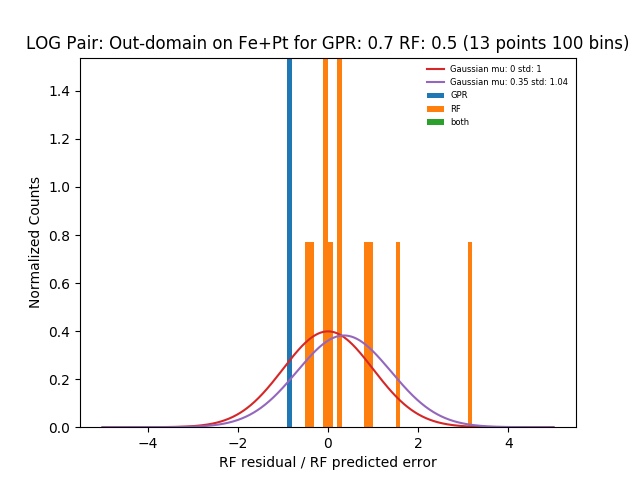 LOG Pair: Out-domain on Fe+Pt for GPR: 0.7 RF: 0.5 (13 points 100 bins)
Gaussian mu: 0 std: 1
Gaussian mu: 0.35 std: 1.04
GPR
RF
both
Normalized Counts
1.4
1.2
1.0
0.8
0.6
0.4
0.2
0.0
−4 −2 0 2 4
RF residual / RF predicted error